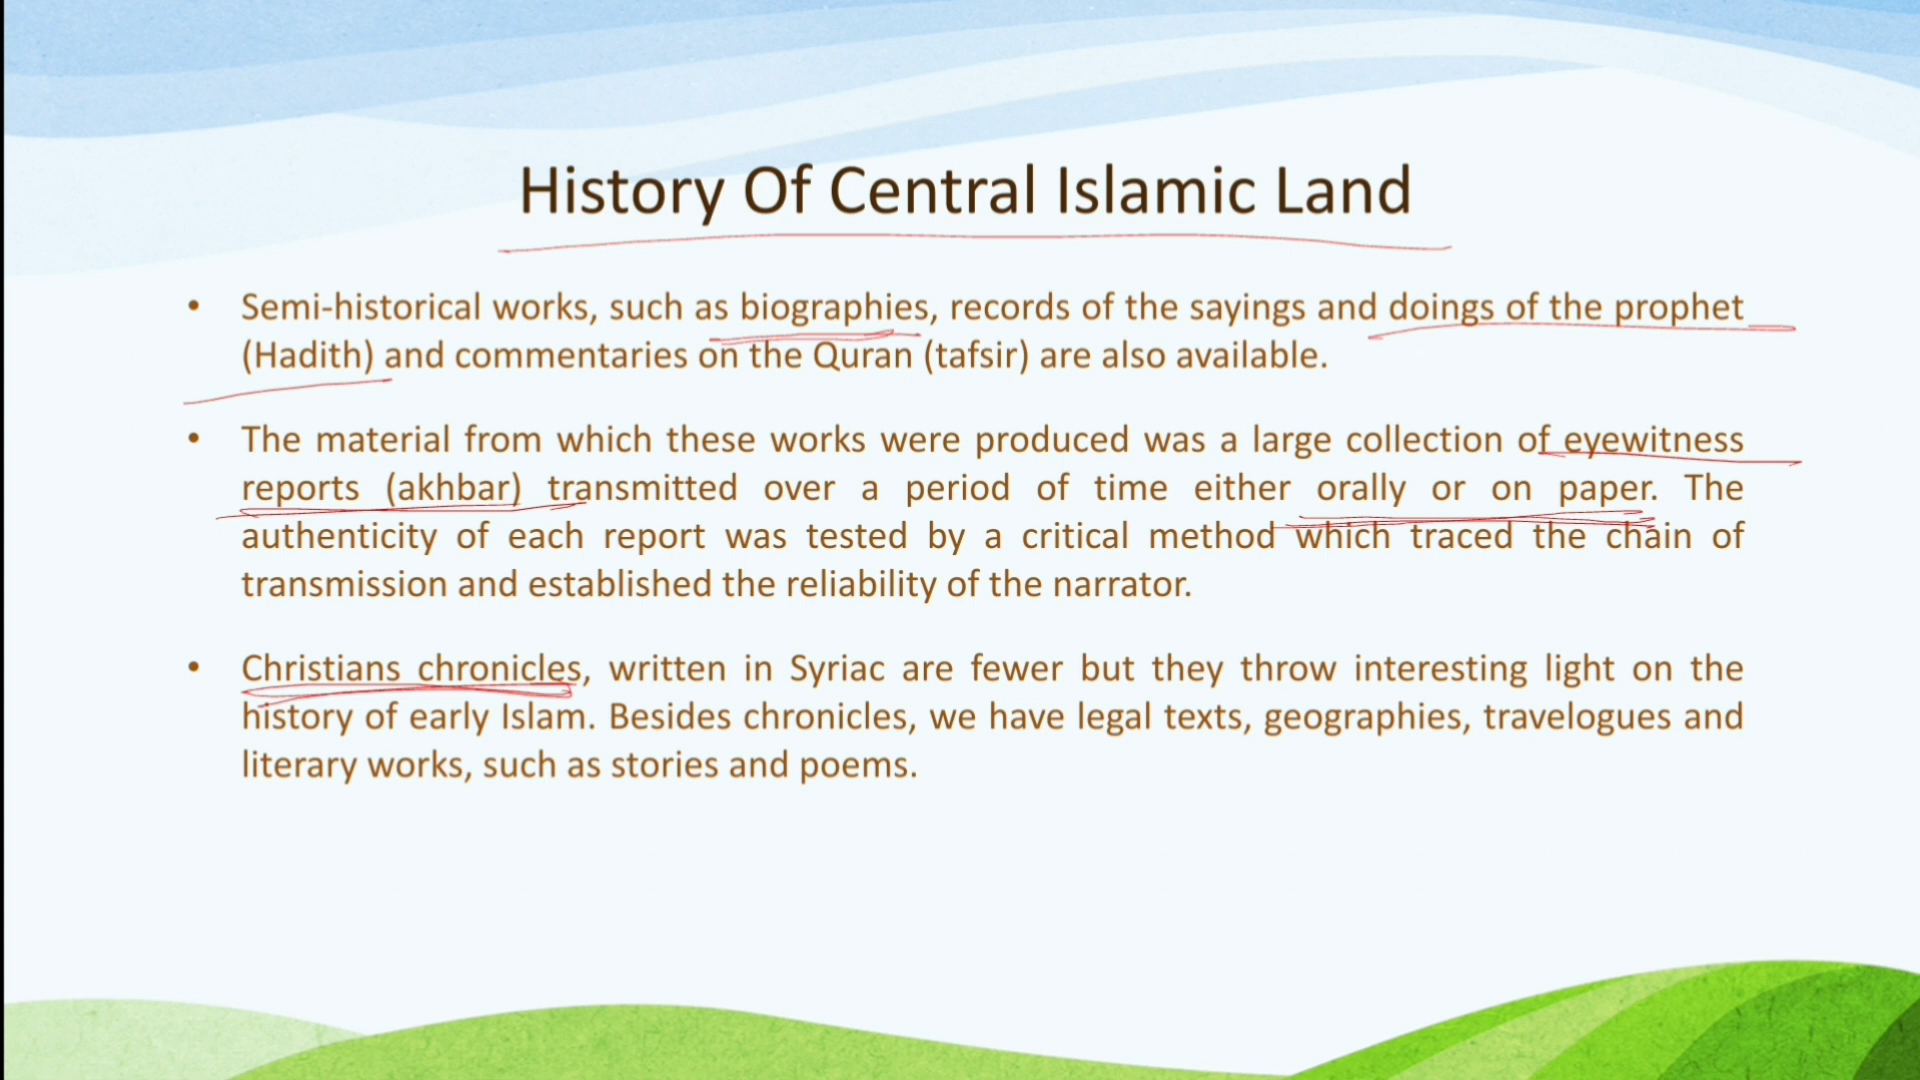 History Of Central Islamic Land
• Semi-historical works, such as biographies, records of the sayings and doings of the prophet
(Hadith) and commentaries on the Quran (tafsir) are also available.
• The material from which these works were produced was a large collection of eyewitness
reports (akhbar) transmitted over a period of time either orally or on paper. The
authenticity of each report was tested by a critical method which traced the chain of
transmission and established the reliability of the narrator.
• Christians chronicles, written in Syriac are fewer but they throw interesting light on the
history of early Islam. Besides chronicles, we have legal texts, geographies, travelogues and
literary works, such as stories and poems.